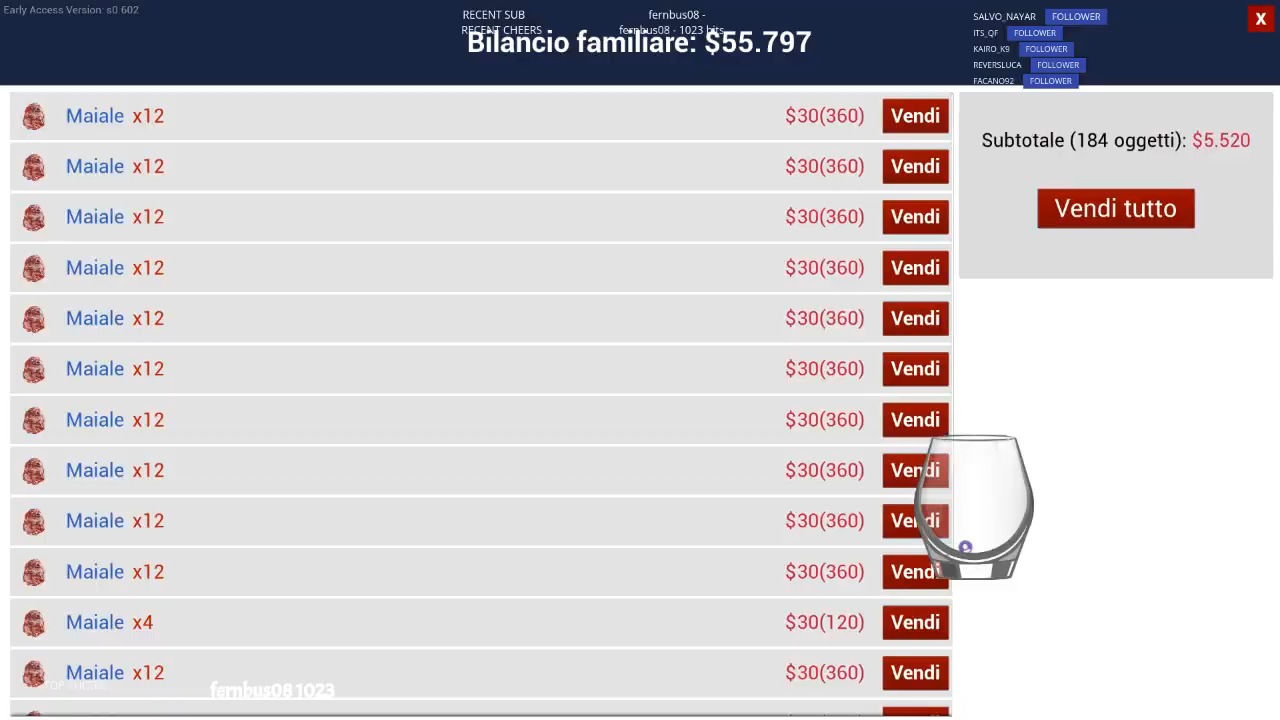 Early Access Version: s0 602
RECENT SUB fernbus08 -
RECENT CHEERS fernbus08 - 1023 bits
Bilancio familiare: $55.797
SALVO_NAYAR FOLLOWER
ITS_QF FOLLOWER
KAIRO_K9 FOLLOWER
REVERSLUCA FOLLOWER
FACANO92 FOLLOWER
X
Maiale x12 $30(360) Vendi
Maiale x12 $30(360) Vendi
Maiale x12 $30(360) Vendi
Maiale x12 $30(360) Vendi
Maiale x12 $30(360) Vendi
Maiale x12 $30(360) Vendi
Maiale x12 $30(360) Vendi
Maiale x12 $30(360) Vendi
Maiale x12 $30(360) Vendi
Maiale x12 $30(360) Vendi
Maiale x4 $30(120) Vendi
Maiale x12 $30(360) Vendi
fernbus08 1023
Subtotale (184 oggetti): $5.520
Vendi tutto